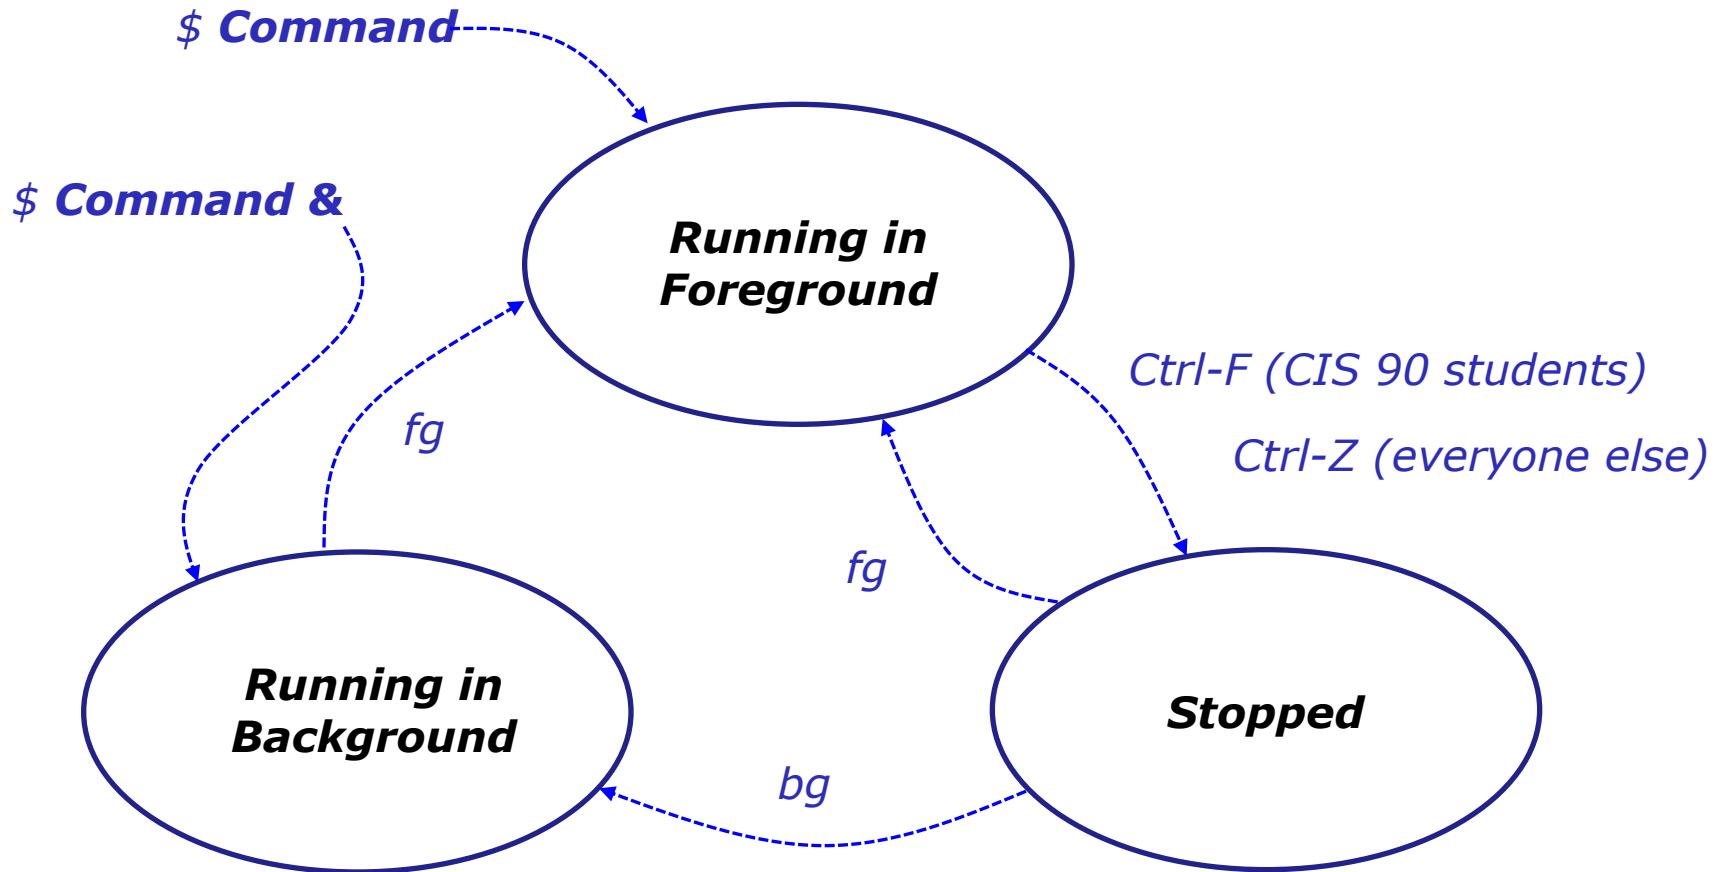 $ Command
$ Command &
Running in
Foreground
Ctrl-F (CIS 90 students)
fg
Ctrl-Z (everyone else)
fg
Running in
Background
Stopped
bg